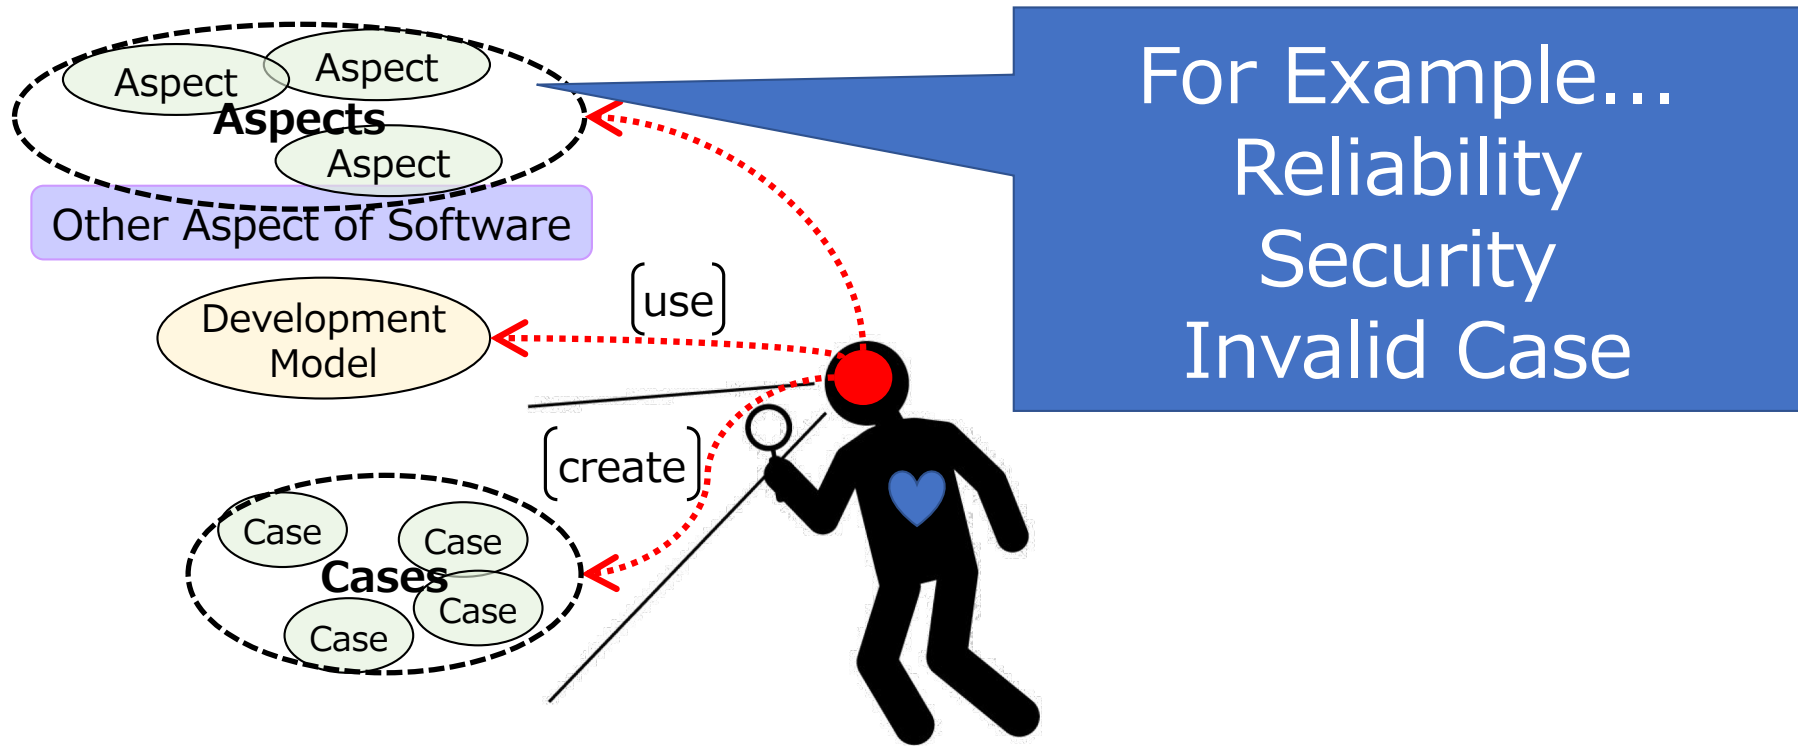 Aspect
Aspect
Aspects
Aspect
Other Aspect of Software
Development
Model
[use]
[create]
Case
Case
Cases
Case
Case
For Example...
Reliability
Security
Invalid Case